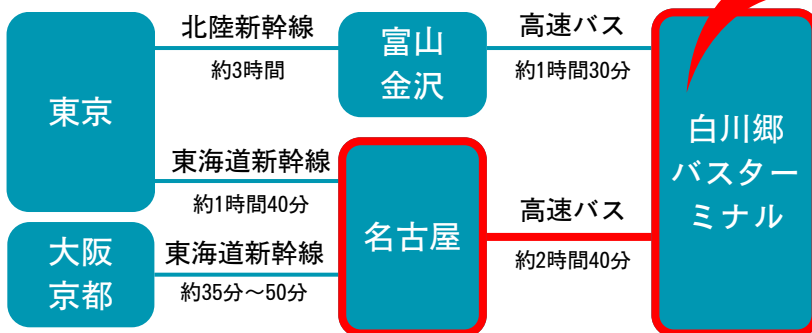 東京
北陸新幹線
約3時間
富山
金沢
高速バス
約1時間30分
東海道新幹線
約1時間40分
大阪
京都
東海道新幹線
約35分～50分
名古屋
高速バス
約2時間40分
白川郷
バスター
ミナル